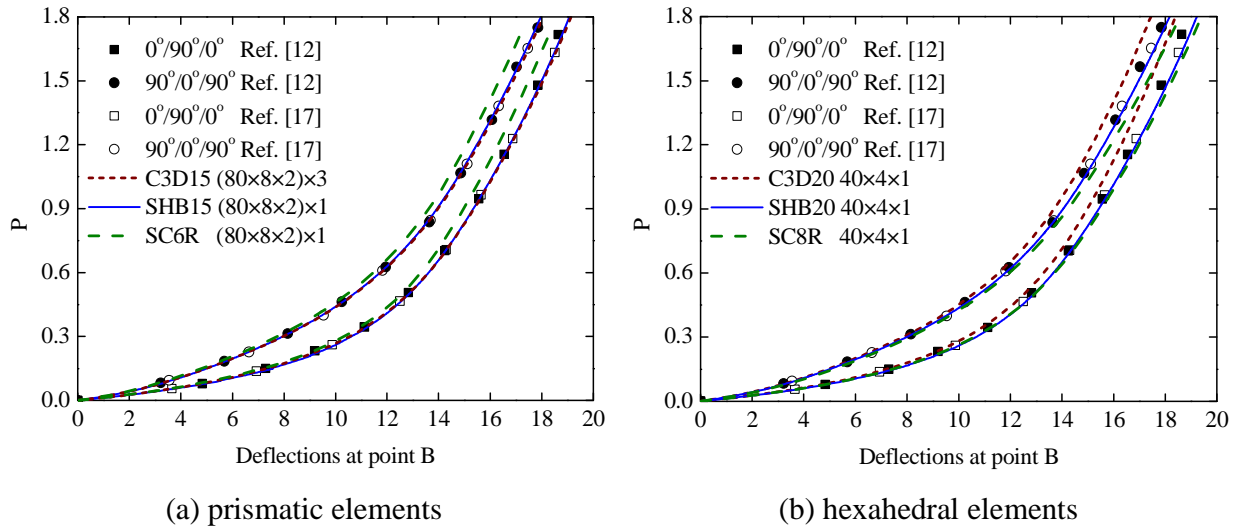 1.8
1.5
1.2
0.9
0.6
0.3
0.0
P
0°/90°/0° Ref. [12]
90°/0°/90° Ref. [12]
0°/90°/0° Ref. [17]
90°/0°/90° Ref. [17]
C3D15 (80×8×2)×3
SHB15 (80×8×2)×1
SC6R (80×8×2)×1
0 2 4 6 8 10 12 14 16 18 20
Deflections at point B
(a) prismatic elements
1.8
1.5
1.2
0.9
0.6
0.3
0.0
P
0°/90°/0° Ref. [12]
90°/0°/90° Ref. [12]
0°/90°/0° Ref. [17]
90°/0°/90° Ref. [17]
C3D20 40×4×1
SHB20 40×4×1
SC8R 40×4×1
0 2 4 6 8 10 12 14 16 18 20
Deflections at point B
(b) hexahedral elements